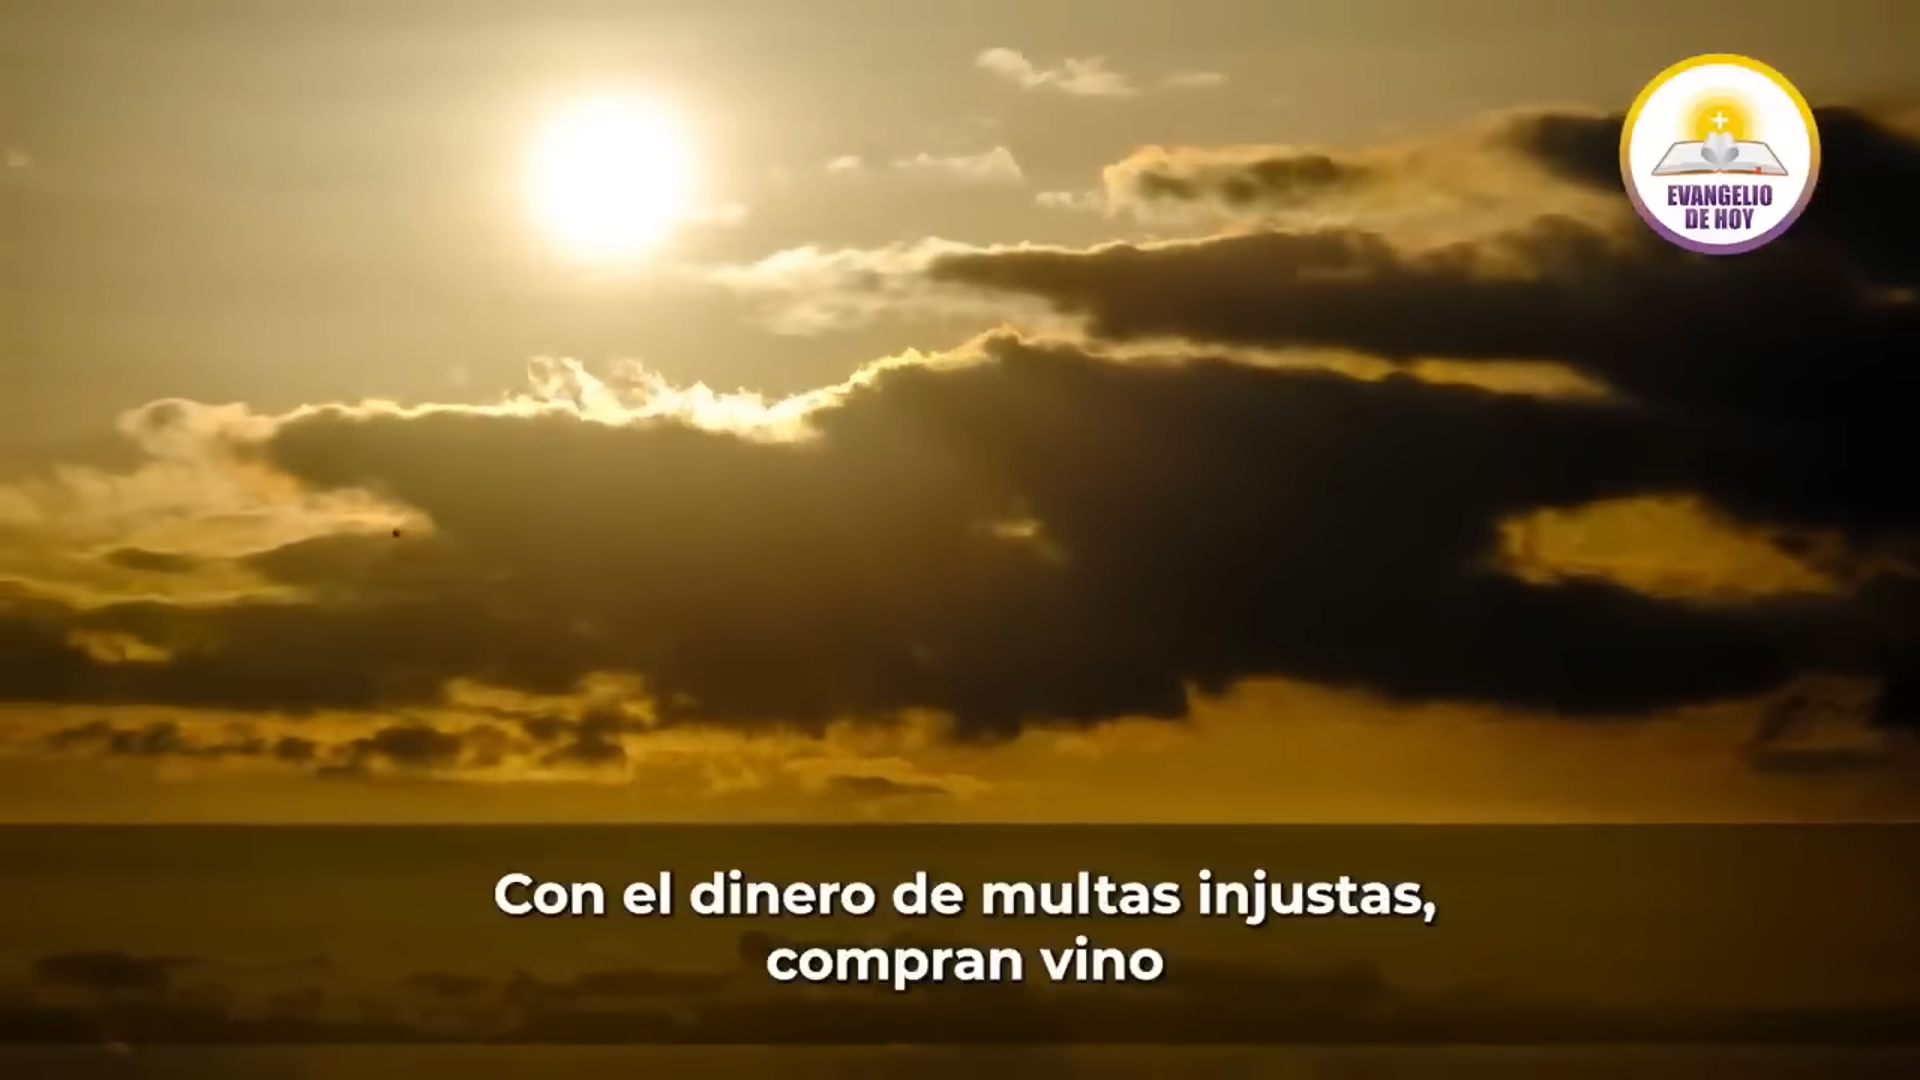 EVANGELIO
DE HOY
Con el dinero de multas injustas,
compran vino